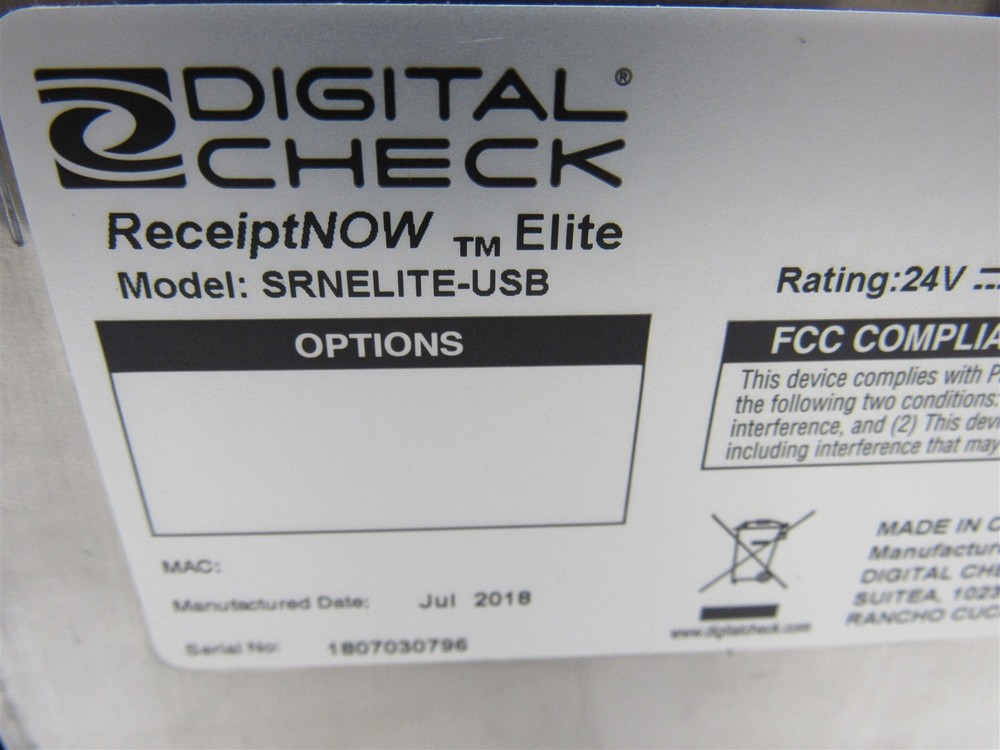 DIGITAL®
CHECK
ReceiptNOW ™ Elite
Model: SRNELITE-USB
OPTIONS
MAC:
Manufactured Date: Jul 2018
Serial No: 1807030796
Rating:24V
FCC COMPLIA
This device complies with P
the following two conditions:
interference, and (2) This devi
including interference that may
www.digitalcheck.com
MADE IN C
Manufactur
DIGITAL CHE
SUITEA, 1023
RANCHO CUC